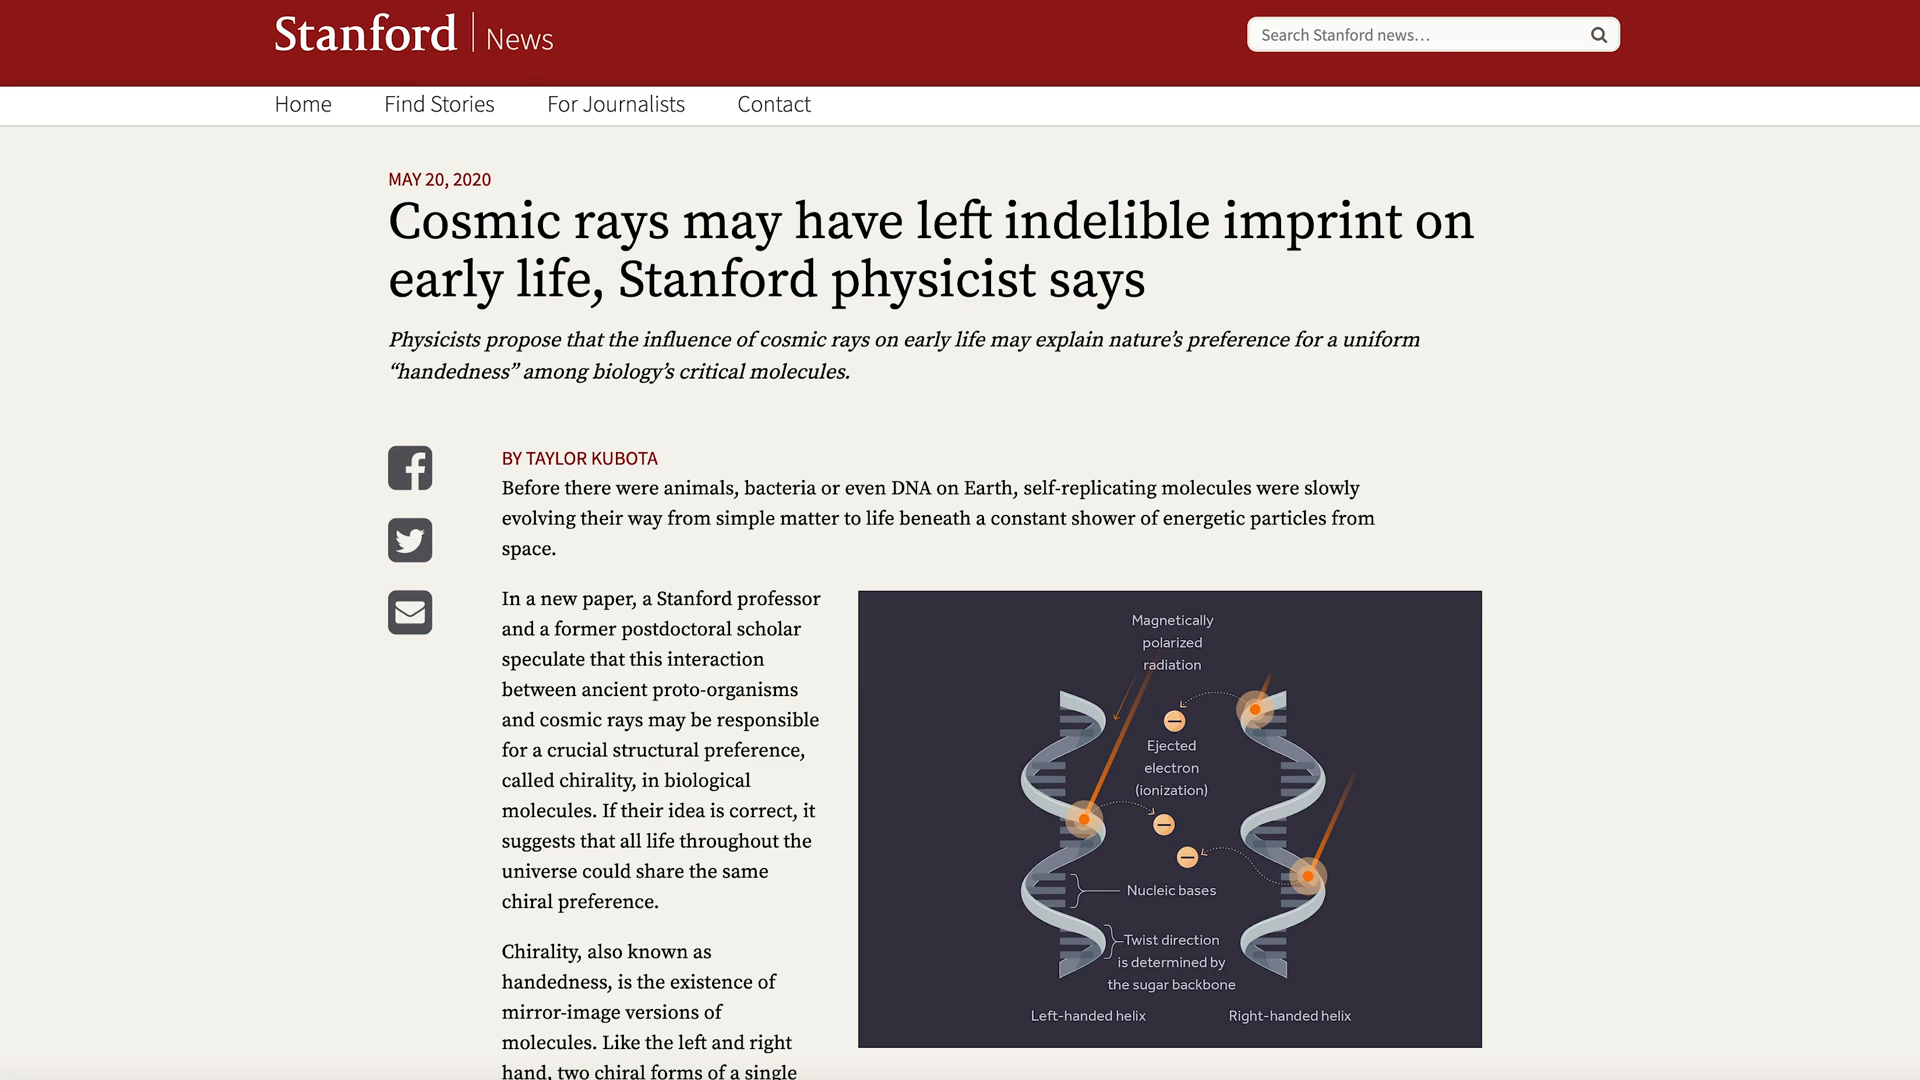 Stanford News
Search Stanford news...
Home Find Stories For Journalists Contact
MAY 20, 2020
Cosmic rays may have left indelible imprint on
early life, Stanford physicist says
Physicists propose that the influence of cosmic rays on early life may explain nature’s preference for a uniform
“handedness” among biology’s critical molecules.
BY TAYLOR KUBOTA
Before there were animals, bacteria or even DNA on Earth, self-replicating molecules were slowly
evolving their way from simple matter to life beneath a constant shower of energetic particles from
space.
In a new paper, a Stanford professor
and a former postdoctoral scholar
speculate that this interaction
between ancient proto-organisms
and cosmic rays may be responsible
for a crucial structural preference,
called chirality, in biological
molecules. If their idea is correct, it
suggests that all life throughout the
universe could share the same
chiral preference.
Chirality, also known as
handedness, is the existence of
mirror-image versions of
molecules. Like the left and right
hand, two chiral forms of a single
Magnetically
polarized
radiation
Ejected
electron
(ionization)
Nucleic bases
Twist direction
is determined by
the sugar backbone
Left-handed helix Right-handed helix